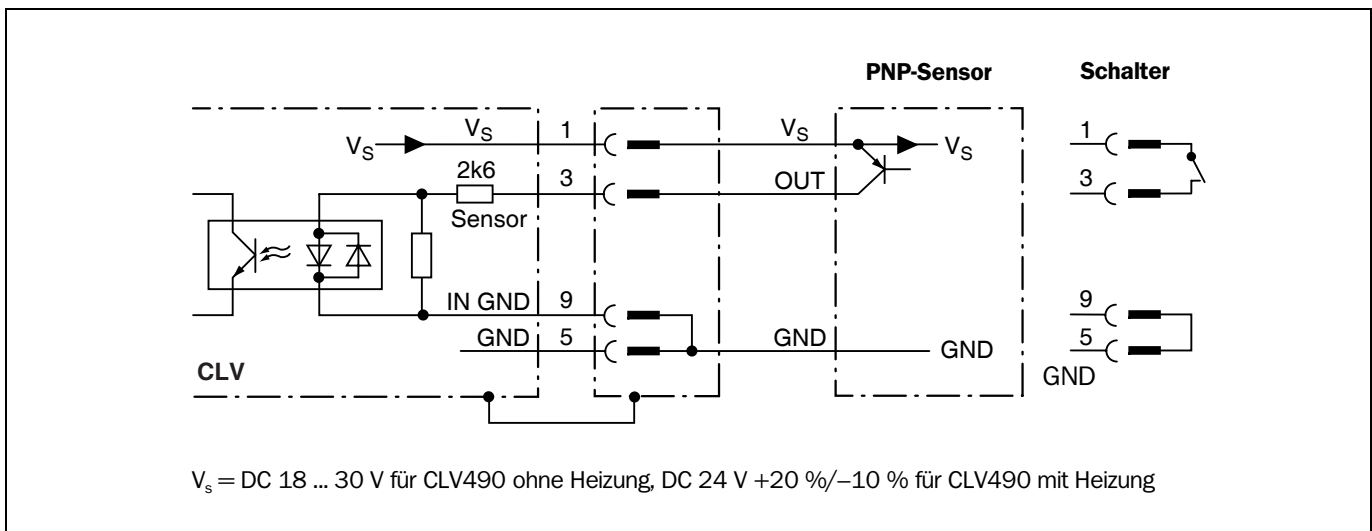 PNP-Sensor Schalter
V_S V_S 1 V_S V_S 1
2k6 3 OUT 3
Sensor
IN GND 9 9
GND 5 GND GND 5
CLV GND
V_s = DC 18 ... 30 V für CLV490 ohne Heizung, DC 24 V +20 %/−10 % für CLV490 mit Heizung